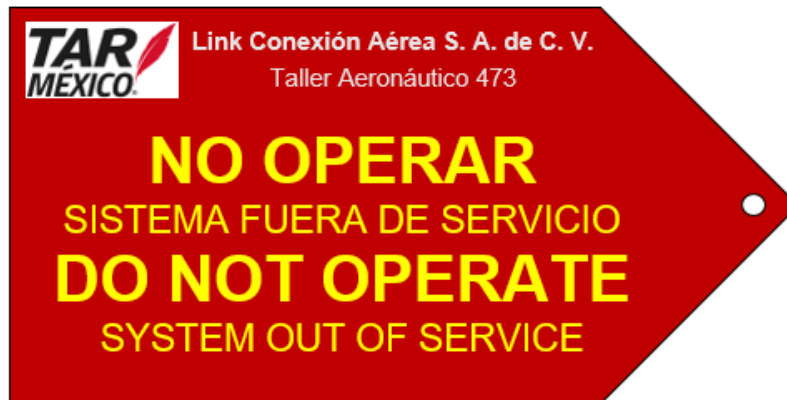 TAR
MÉXICO.
Link Conexión Aérea S. A. de C. V.
Taller Aeronáutico 473
NO OPERAR
SISTEMA FUERA DE SERVICIO
DO NOT OPERATE
SYSTEM OUT OF SERVICE